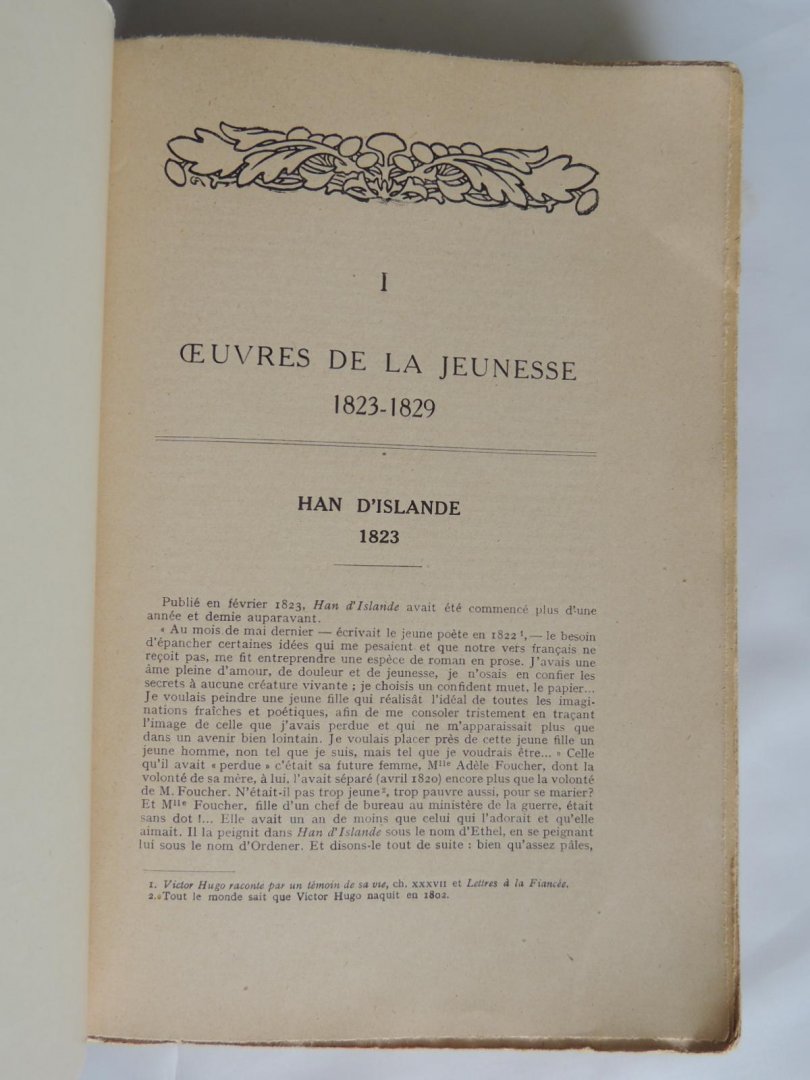 I
ŒUVRES DE LA JEUNESSE
1823-1829
HAN D'ISLANDE
1823
Publié en février 1823, Han d'Islande avait été commencé plus d'une
année et demie auparavant.
« Au mois de mai dernier — écrivait le jeune poète en 1822 ¹, — le besoin
d'épancher certaines idées qui me pesaient et que notre vers français ne
reçoit pas, me fit entreprendre une espèce de roman en prose. J'avais une
âme pleine d'amour, de douleur et de jeunesse, je n'osais en confier les
secrets à aucune créature vivante ; je choisis un confident muet, le papier...
Je voulais peindre une jeune fille qui réalisât l'idéal de toutes les imagi-
nations fraîches et poétiques, afin de me consoler tristement en traçant
l'image de celle que j'avais perdue et qui ne m'apparaissait plus que
dans un avenir bien lointain. Je voulais placer près de cette jeune fille un
jeune homme, non tel que je suis, mais tel que je voudrais être... » Celle
qu'il avait « perdue » c'était sa future femme, Mlle Adèle Foucher, dont la
volonté de sa mère, à lui, l'avait séparé (avril 1820) encore plus que la volonté
de M. Foucher. N'était-il pas trop jeune², trop pauvre aussi, pour se marier?
Et Mlle Foucher, fille d'un chef de bureau au ministère de la guerre, était
sans dot !... Elle avait un an de moins que celui qui l'adorait et qu'elle
aimait. Il la peignit dans Han d'Islande sous le nom d'Ethel, en se peignant
lui sous le nom d'Ordener. Et disons-le tout de suite : bien qu'assez pâles,
1. Victor Hugo raconte par un témoin de sa vie, ch. XXXVII et Lettres à la Fiancée.
2. Tout le monde sait que Victor Hugo naquit en 1802.